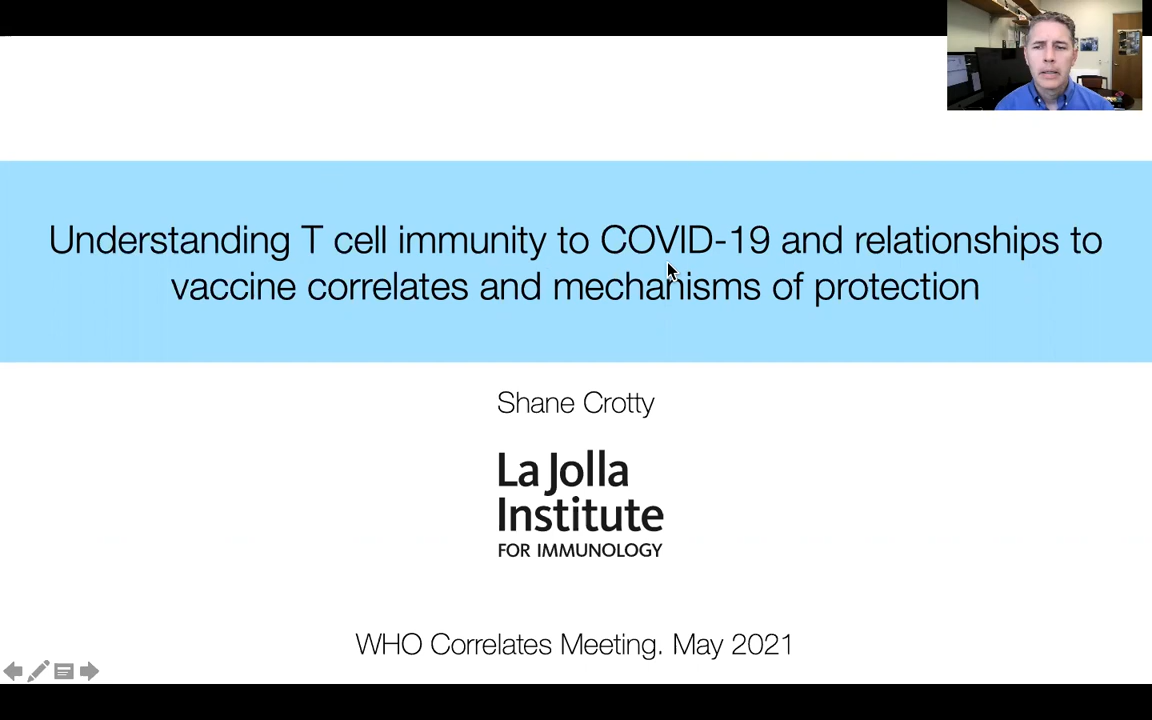 Understanding T cell immunity to COVID-19 and relationships to
vaccine correlates and mechanisms of protection
Shane Crotty
La Jolla
Institute
FOR IMMUNOLOGY
WHO Correlates Meeting. May 2021